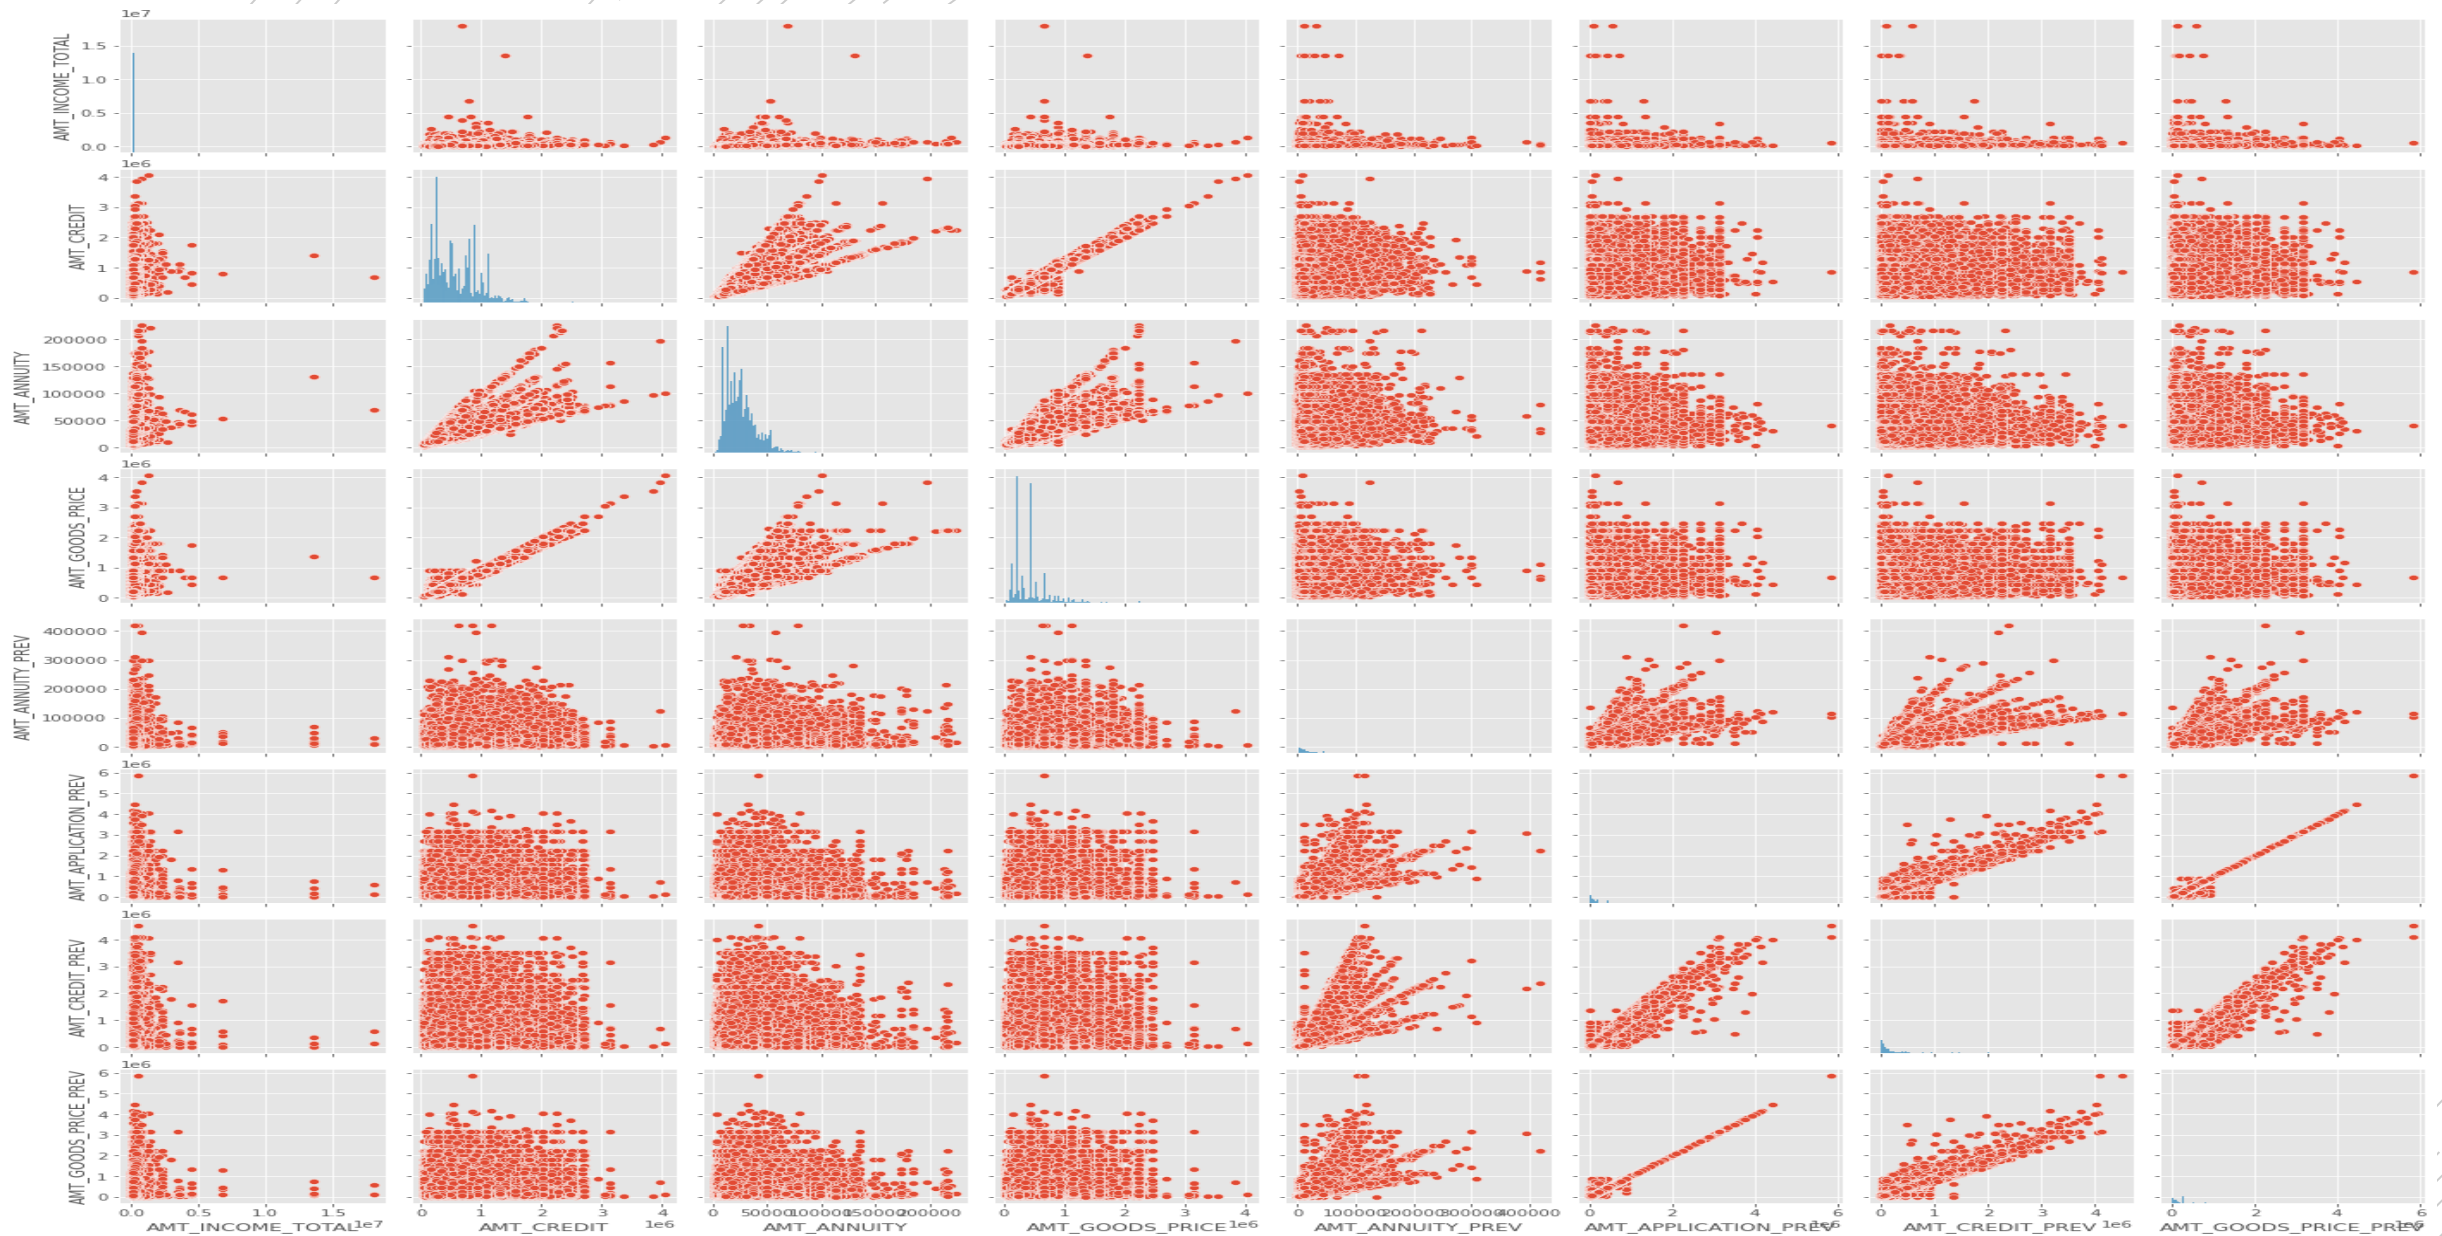 1e7
AMT_INCOME_TOTAL
1.5
1.0
0.5
0.0
1e6
AMT_CREDIT
4
3
2
1
0
AMT_ANNUITY
200000
150000
100000
50000
0
1e6
AMT_GOODS_PRICE
4
3
2
1
0
AMT_ANNUITY_PREV
400000
300000
200000
100000
0
1e6
AMT_APPLICATION_PREV
6
5
4
3
2
1
0
1e6
AMT_CREDIT_PREV
4
3
2
1
0
1e6
AMT_GOODS_PRICE_PREV
6
5
4
3
2
1
0
0.0 0.5 1.0 1.5 0 1 2 3 4 0 50000 100000 150000 200000 0 1 2 3 4 0 100000 200000 300000 400000 0 2 4 6 0 1 2 3 4 0 2 4 6
AMT_INCOME_TOTAL 1e7 AMT_CREDIT 1e6 AMT_ANNUITY AMT_GOODS_PRICE 1e6 AMT_ANNUITY_PREV AMT_APPLICATION_PREV 1e6 AMT_CREDIT_PREV 1e6 AMT_GOODS_PRICE_PREV 1e6